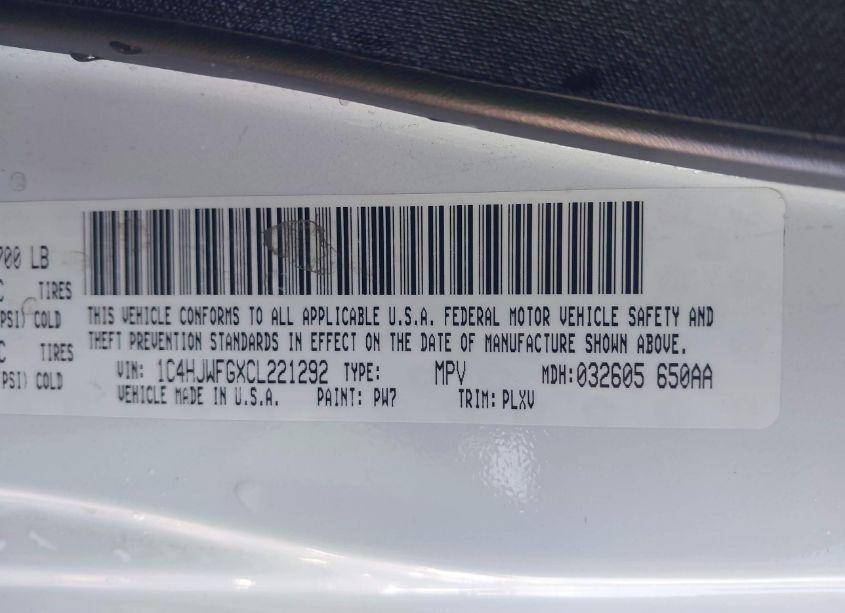 700 LB
TIRES
PSI) COLD
TIRES
PSI) COLD
THIS VEHICLE CONFORMS TO ALL APPLICABLE U.S.A. FEDERAL MOTOR VEHICLE SAFETY AND
THEFT PREVENTION STANDARDS IN EFFECT ON THE DATE OF MANUFACTURE SHOWN ABOVE.
VIN: 1C4HJWFGXCL221292 TYPE: MPV MDH:032605 650AA
VEHICLE MADE IN U.S.A. PAINT: PW7 TRIM: PLXV